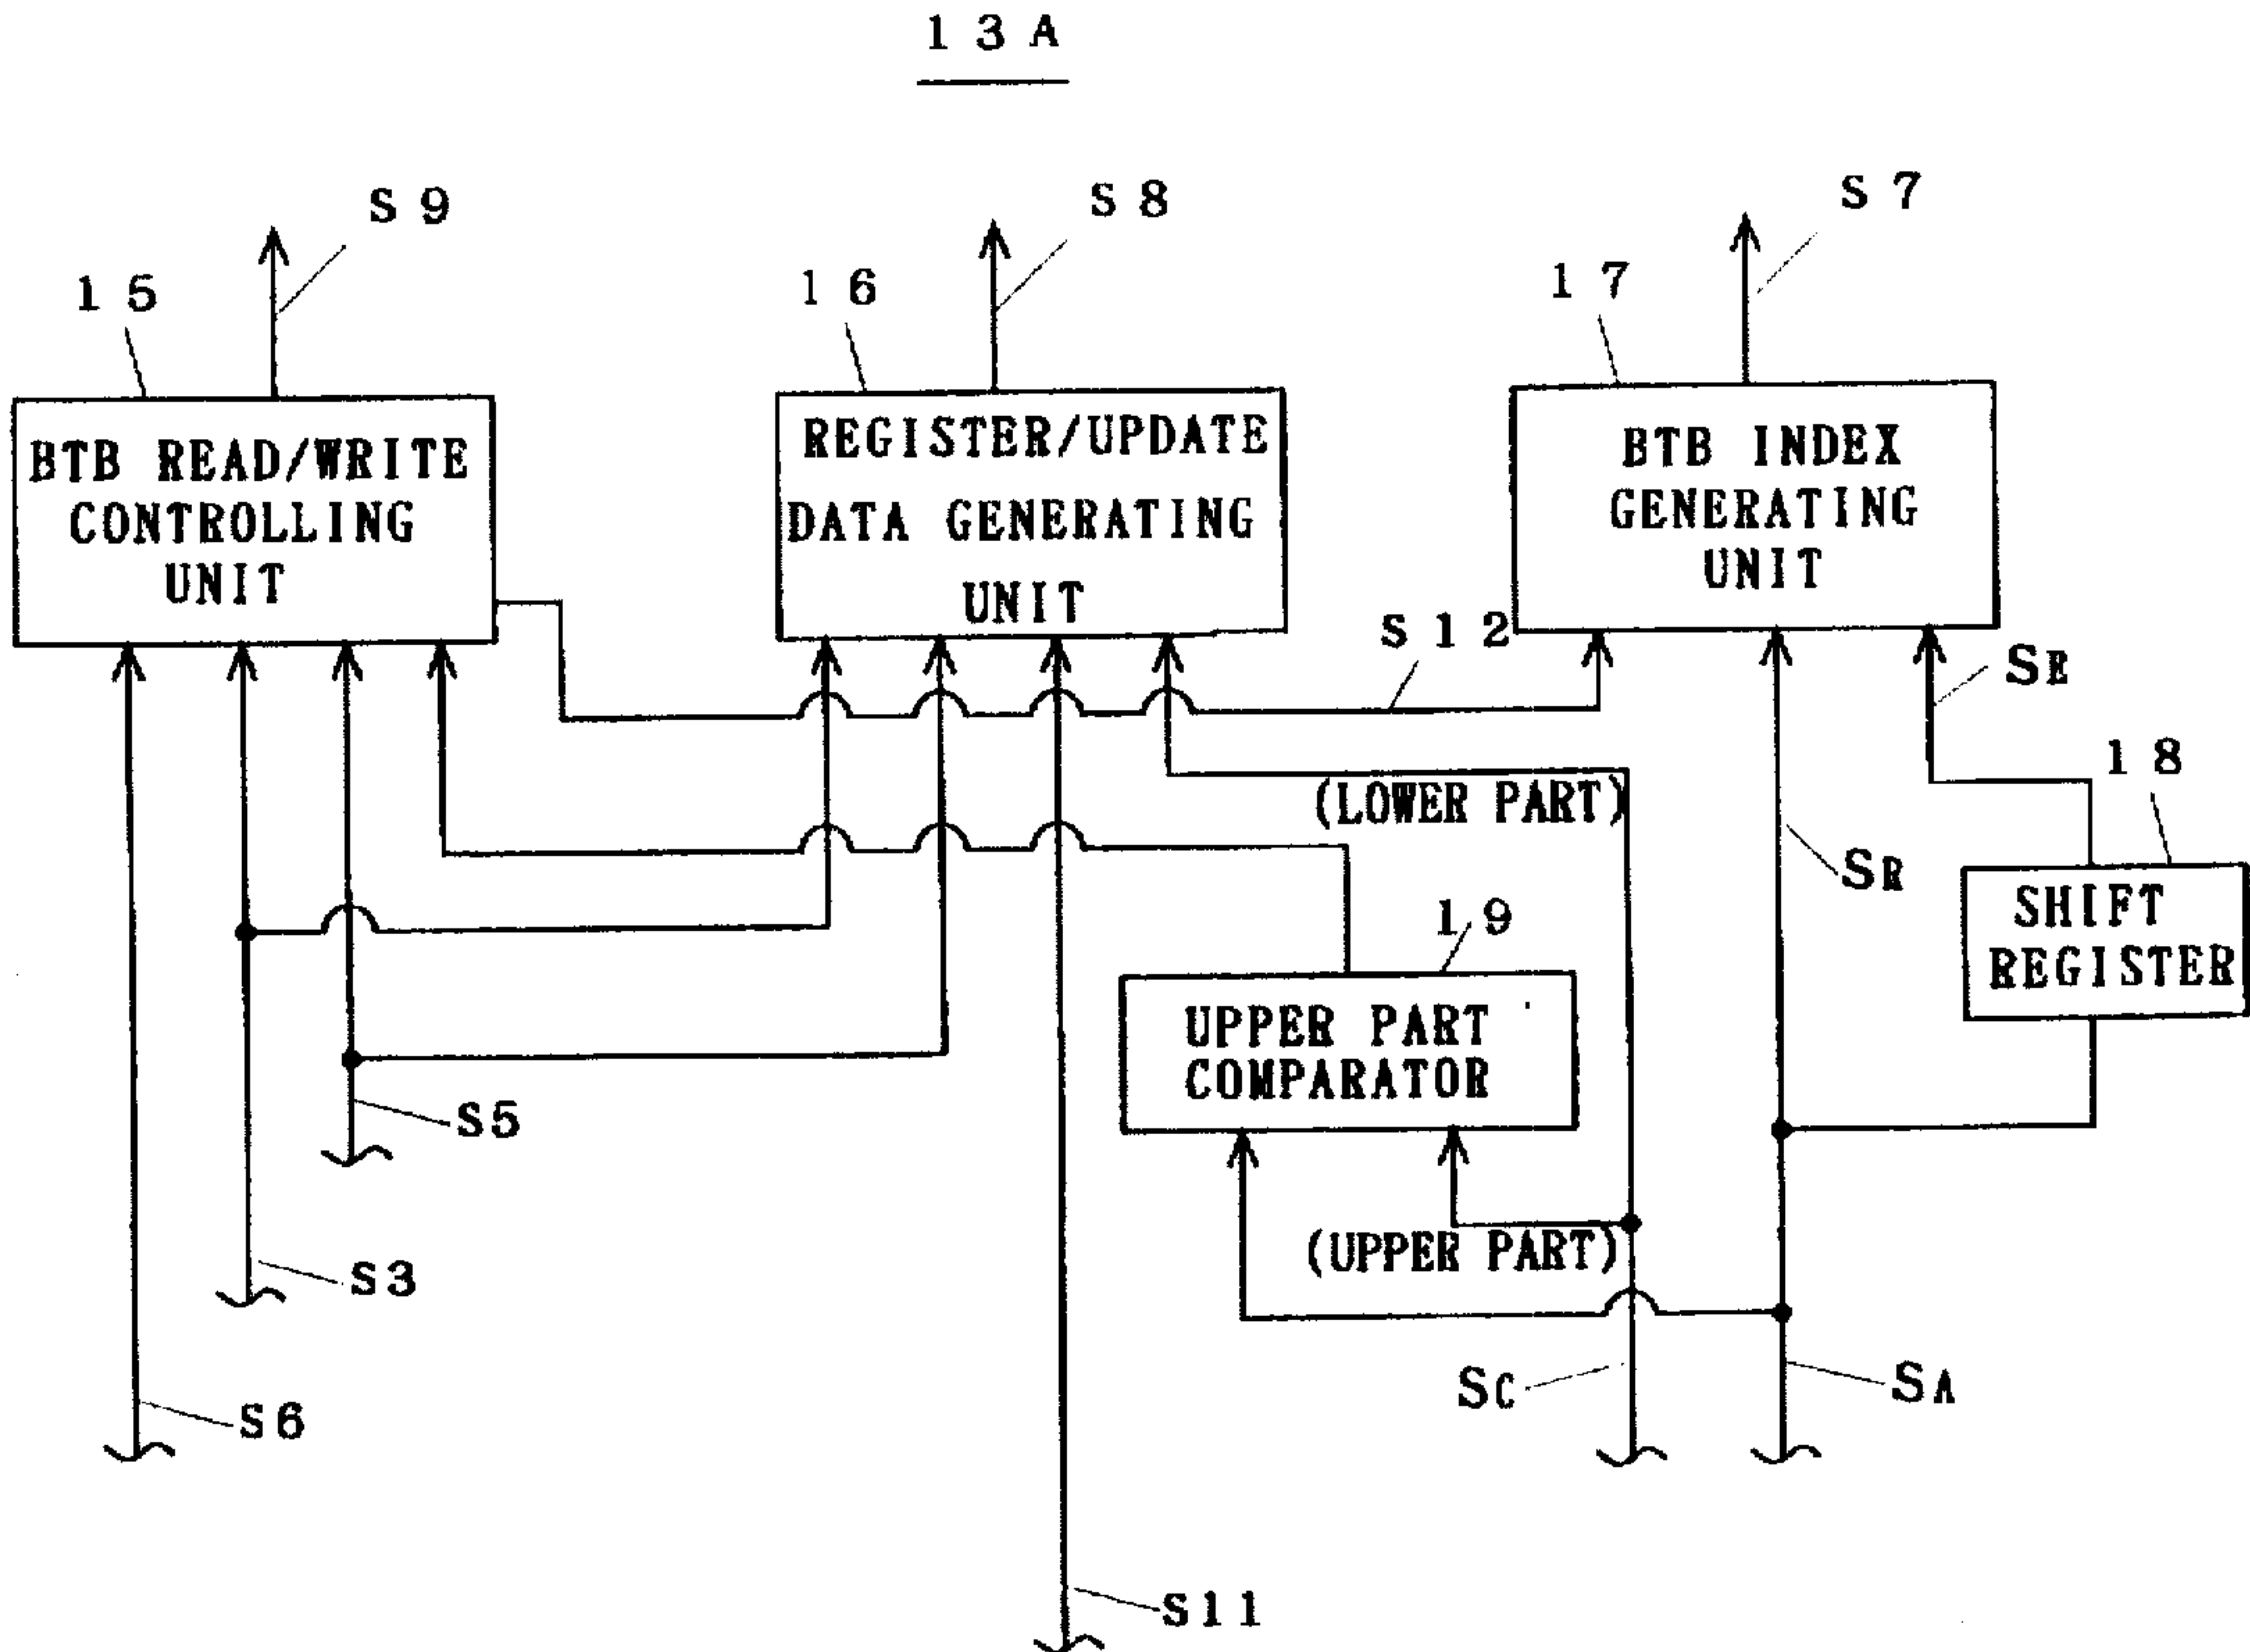 13A
S9
S8
S7
15
16
17
BTB READ/WRITE
CONTROLLING
UNIT
REGISTER/UPDATE
DATA GENERATING
UNIT
BTB INDEX
GENERATING
UNIT
S12
SE
18
(LOWER PART)
SR
SHIFT
REGISTER
19
UPPER PART
COMPARATOR
S5
(UPPER PART)
S3
SC
SA
S6
S11